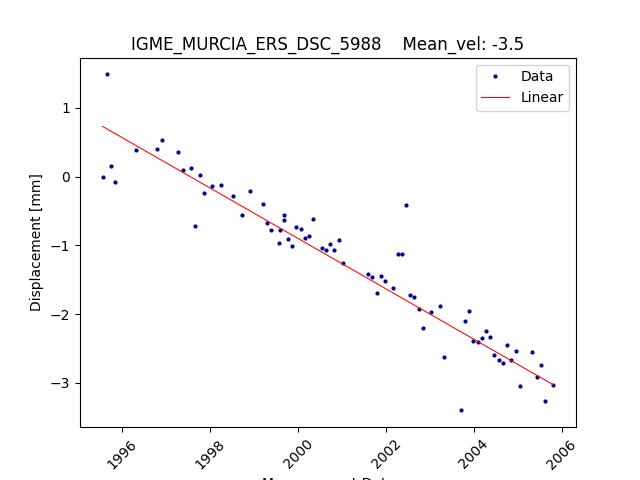 IGME_MURCIA_ERS_DSC_5988    Mean_vel: -3.5
Data
Linear
Displacement [mm]
1
0
−1
−2
−3
1996
1998
2000
2002
2004
2006